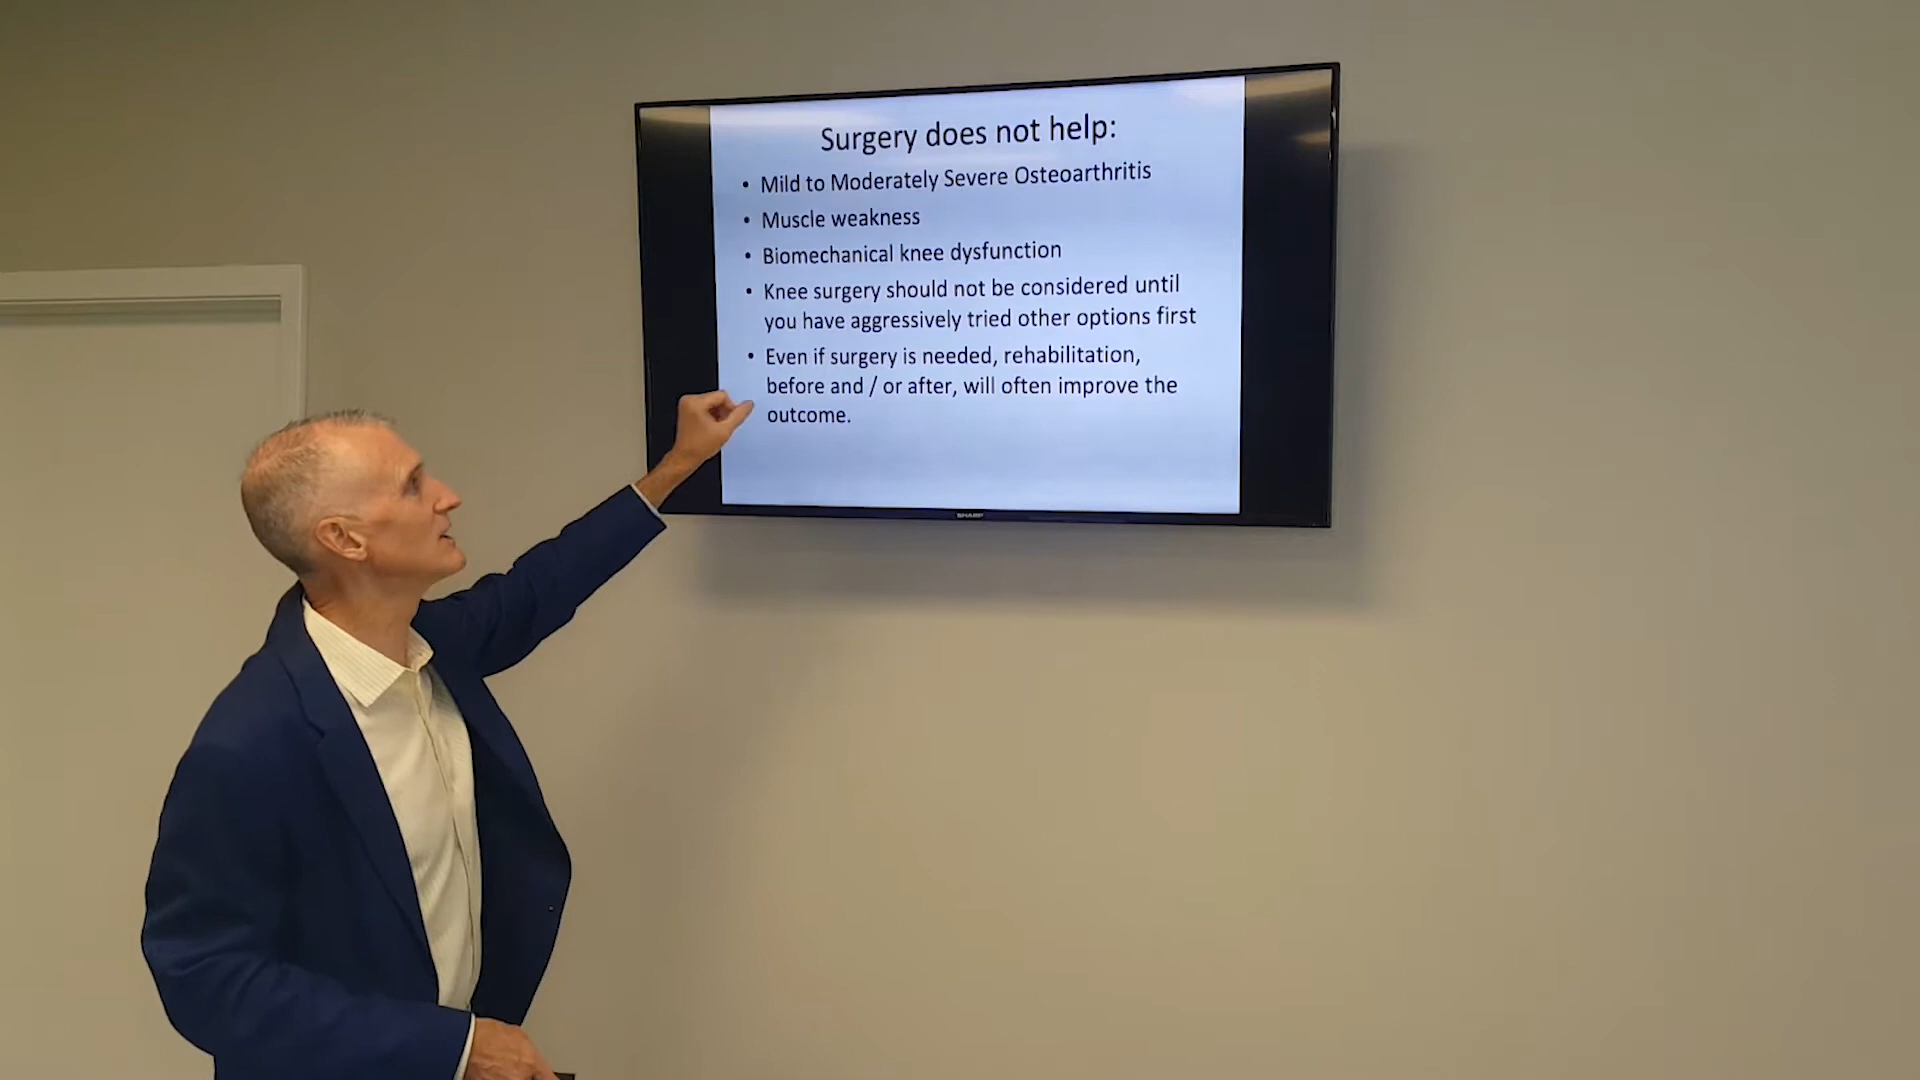 Surgery does not help:
• Mild to Moderately Severe Osteoarthritis
• Muscle weakness
• Biomechanical knee dysfunction
• Knee surgery should not be considered until
you have aggressively tried other options first
• Even if surgery is needed, rehabilitation,
before and / or after, will often improve the
outcome.
SHARP